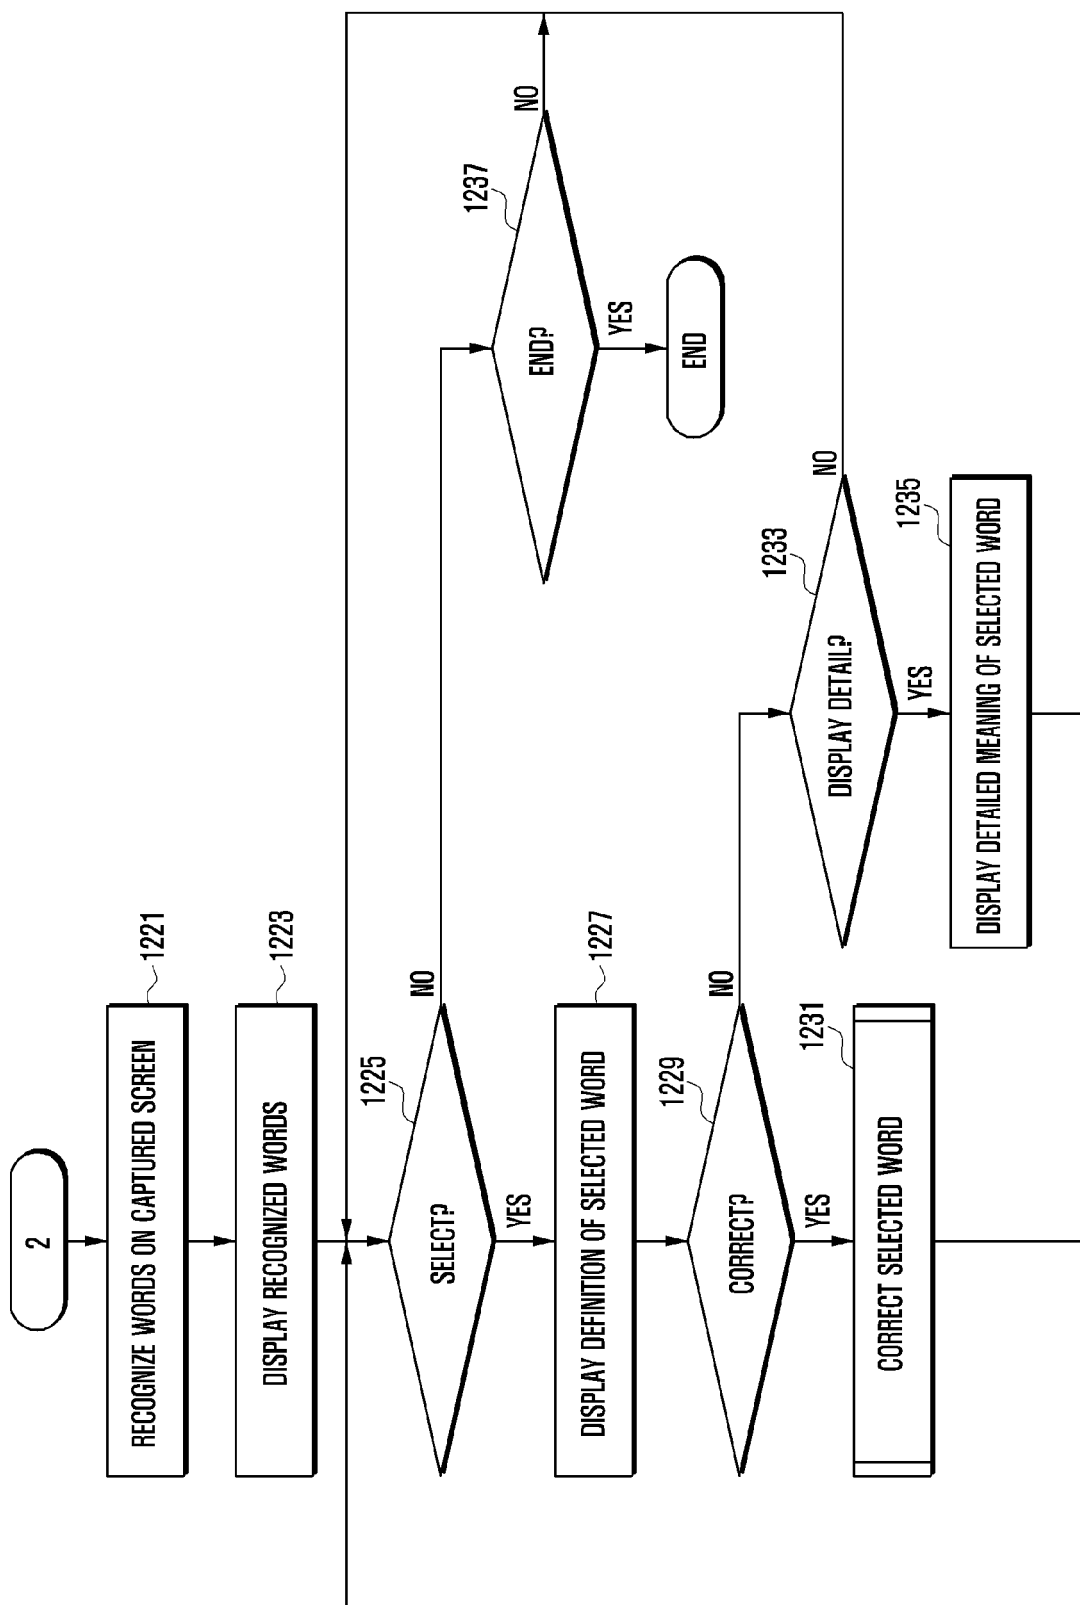 2
RECOGNIZE WORDS ON CAPTURED SCREEN
1221
DISPLAY RECOGNIZED WORDS
1223
SELECT?
1225
NO
YES
DISPLAY DEFINITION OF SELECTED WORD
1227
CORRECT?
1229
NO
YES
CORRECT SELECTED WORD
1231
DISPLAY DETAIL?
1233
NO
YES
DISPLAY DETAILED MEANING OF SELECTED WORD
1235
END?
1237
NO
YES
END